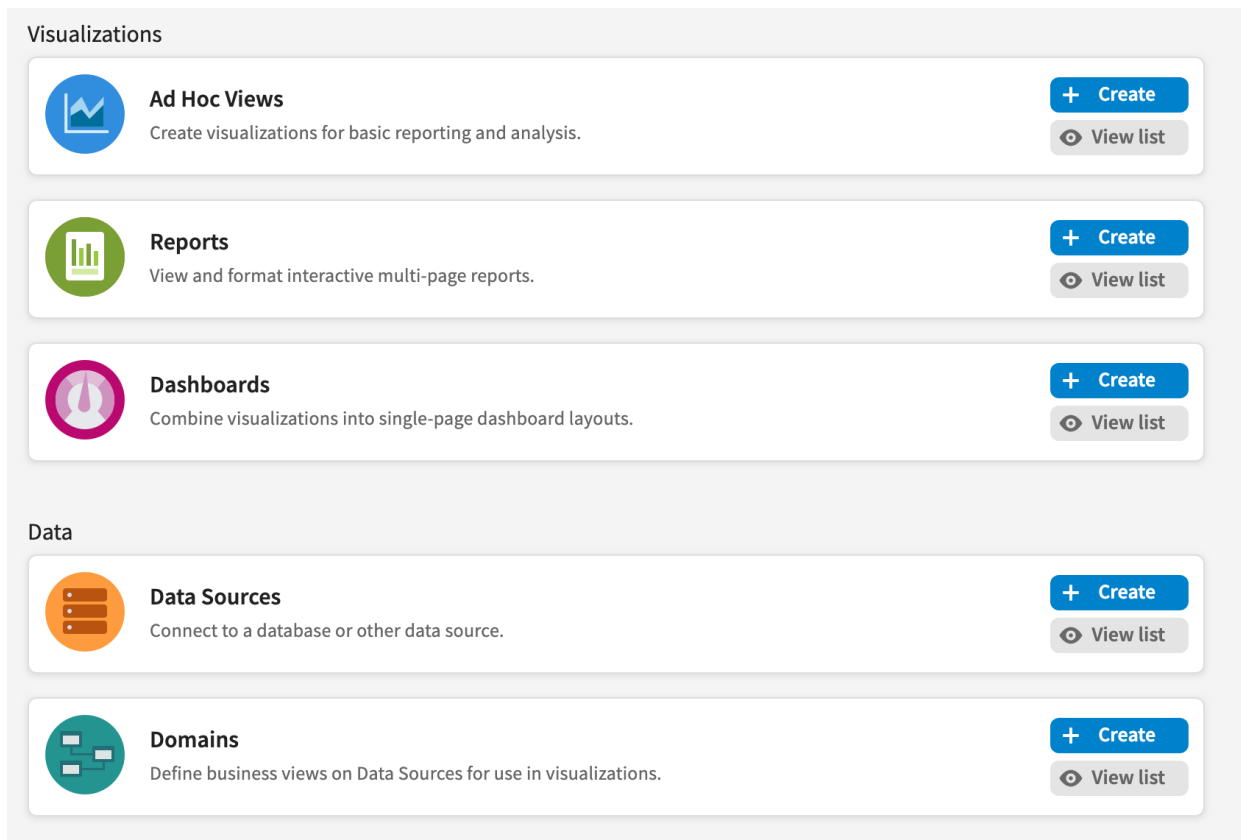 Visualizations
Ad Hoc Views
Create visualizations for basic reporting and analysis.
Create
View list
Reports
View and format interactive multi-page reports.
Create
View list
Dashboards
Combine visualizations into single-page dashboard layouts.
Create
View list
Data
Data Sources
Connect to a database or other data source.
Create
View list
Domains
Define business views on Data Sources for use in visualizations.
Create
View list